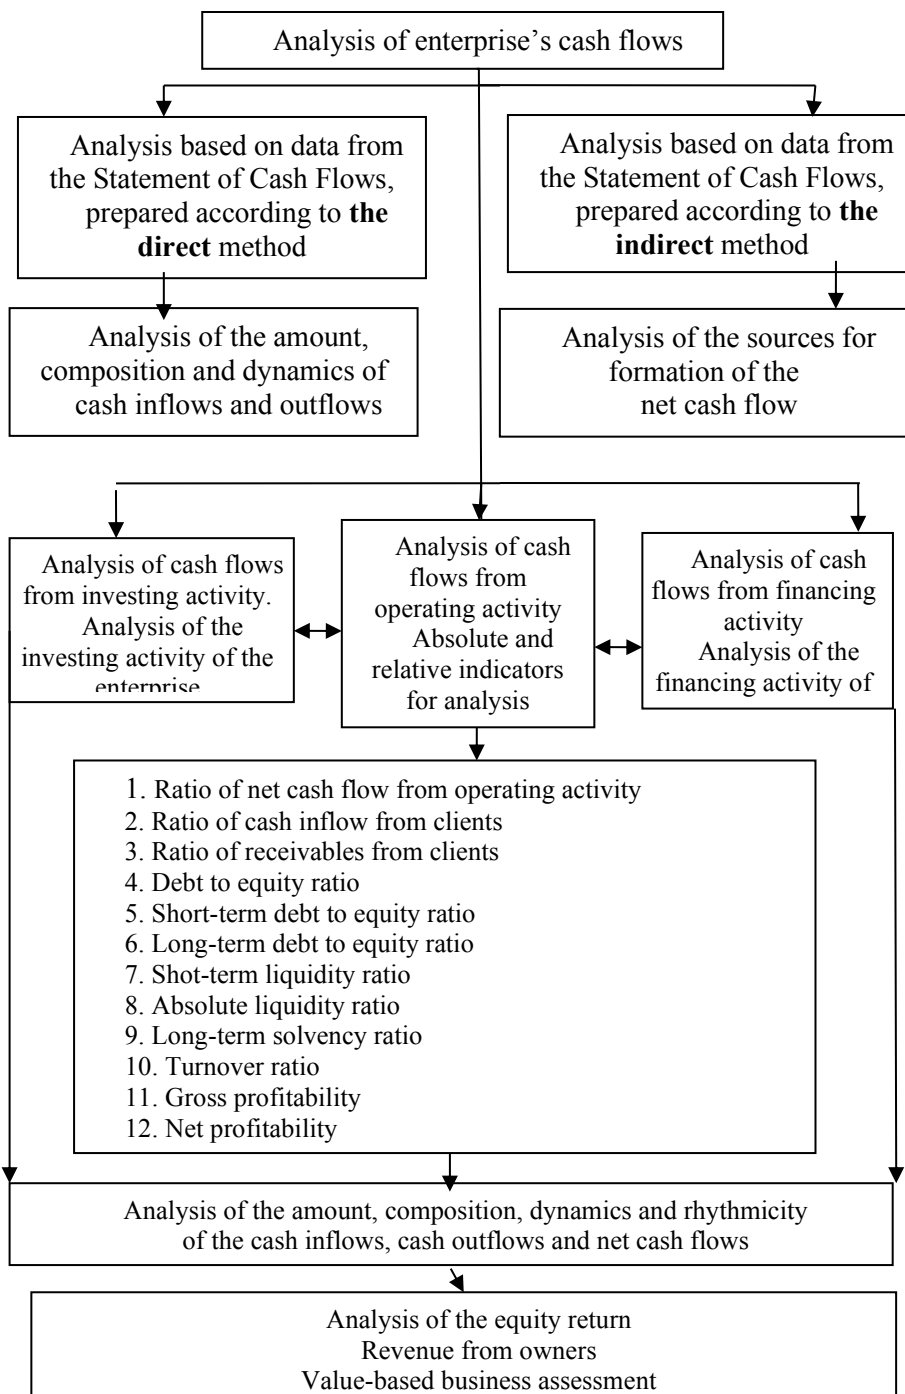 Analysis of enterprise’s cash flows
Analysis based on data from
the Statement of Cash Flows,
prepared according to the
direct method
Analysis based on data from
the Statement of Cash Flows,
prepared according to the
indirect method
Analysis of the amount,
composition and dynamics of
cash inflows and outflows
Analysis of the sources for
formation of the
net cash flow
Analysis of cash flows
from investing activity.
Analysis of the
investing activity of the
enterprise
Analysis of cash
flows from
operating activity
Absolute and
relative indicators
for analysis
Analysis of cash
flows from financing
activity
Analysis of the
financing activity of
1. Ratio of net cash flow from operating activity
2. Ratio of cash inflow from clients
3. Ratio of receivables from clients
4. Debt to equity ratio
5. Short-term debt to equity ratio
6. Long-term debt to equity ratio
7. Shot-term liquidity ratio
8. Absolute liquidity ratio
9. Long-term solvency ratio
10. Turnover ratio
11. Gross profitability
12. Net profitability
Analysis of the amount, composition, dynamics and rhythmicity
of the cash inflows, cash outflows and net cash flows
Analysis of the equity return
Revenue from owners
Value-based business assessment